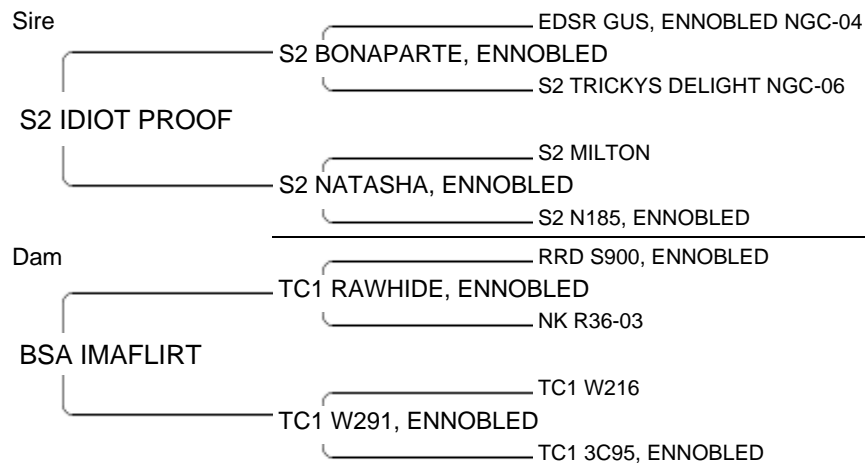 Sire
EDSR GUS, ENNOBLED NGC-04
S2 BONAPARTE, ENNOBLED
S2 TRICKYS DELIGHT NGC-06
S2 IDIOT PROOF
S2 MILTON
S2 NATASHA, ENNOBLED
S2 N185, ENNOBLED
Dam
RRD S900, ENNOBLED
TC1 RAWHIDE, ENNOBLED
NK R36-03
BSA IMAFLIRT
TC1 W216
TC1 W291, ENNOBLED
TC1 3C95, ENNOBLED